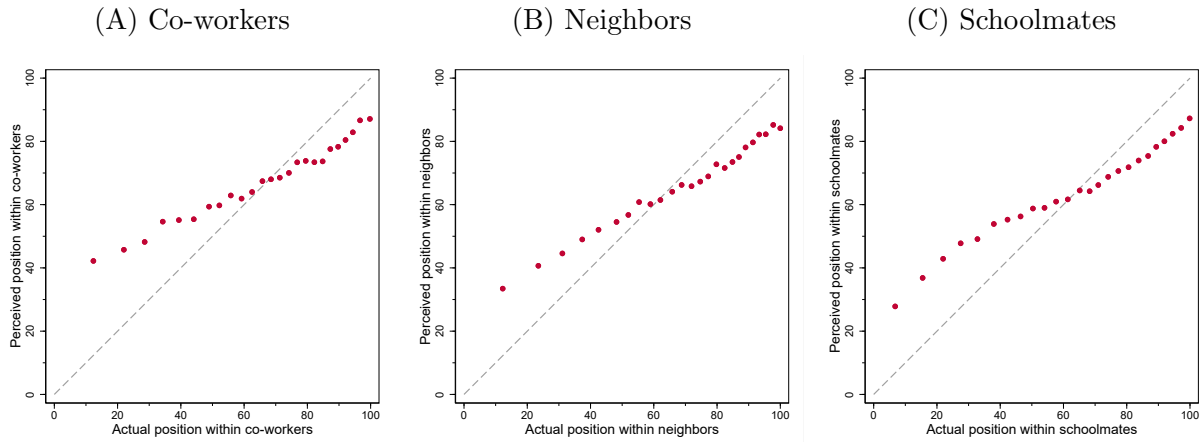 (A) Co-workers
(B) Neighbors
(C) Schoolmates
Perceived position within co-workers
100
80
60
40
20
0
0 20 40 60 80 100
Actual position within co-workers
Perceived position within neighbors
100
80
60
40
20
0
0 20 40 60 80 100
Actual position within neighbors
Perceived position within schoolmates
100
80
60
40
20
0
0 20 40 60 80 100
Actual position within schoolmates